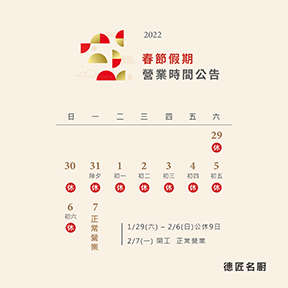 2022
春節假期
營業時間公告
日 一 二 三 四 五 六
29
休
30 31 1 2 3 4 5
除夕 初一 初二 初三 初四 初五
休 休 休 休 休 休 休
6 7
初六 正常營業
休
1/29(六) – 2/6(日)公休9日
2/7(一) 開工 正常營業
德匠名廚